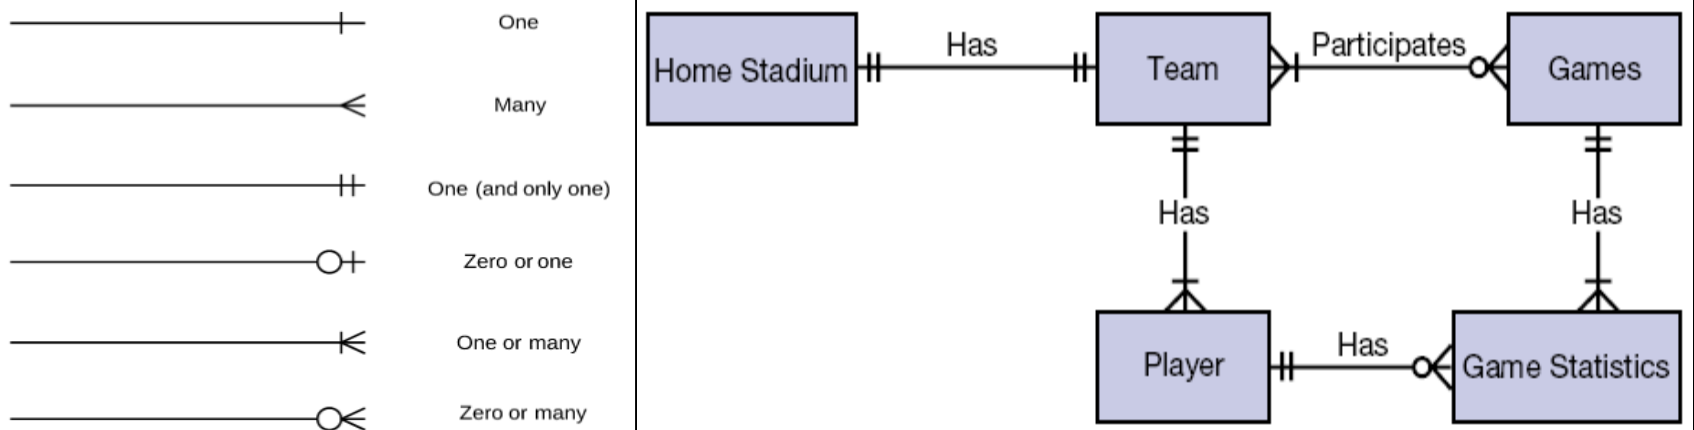 One
Many
One (and only one)
Zero or one
One or many
Zero or many
Home Stadium
Has
Team
Participates
Games
Has
Has
Player
Has
Game Statistics